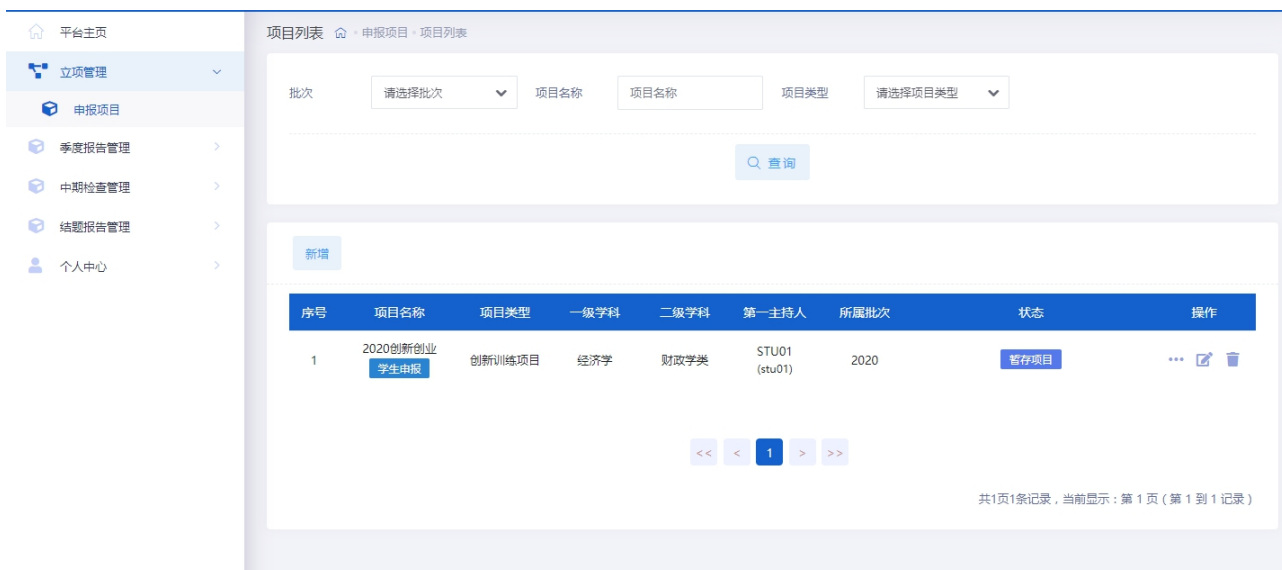 平台主页
立项管理
申报项目
季度报告管理
中期检查管理
结题报告管理
个人中心
项目列表 申报项目 项目列表
批次 请选择批次 项目名称 项目名称 项目类型 请选择项目类型
查询
新增
序号 项目名称 项目类型 一级学科 二级学科 第一主持人 所属批次 状态 操作
1 2020创新创业 学生申报 创新训练项目 经济学 财政学类 STU01 (stu01) 2020 暂存项目 ...
<< < 1 > >>
共1页1条记录，当前显示：第 1 页 ( 第 1 到 1 记录 )